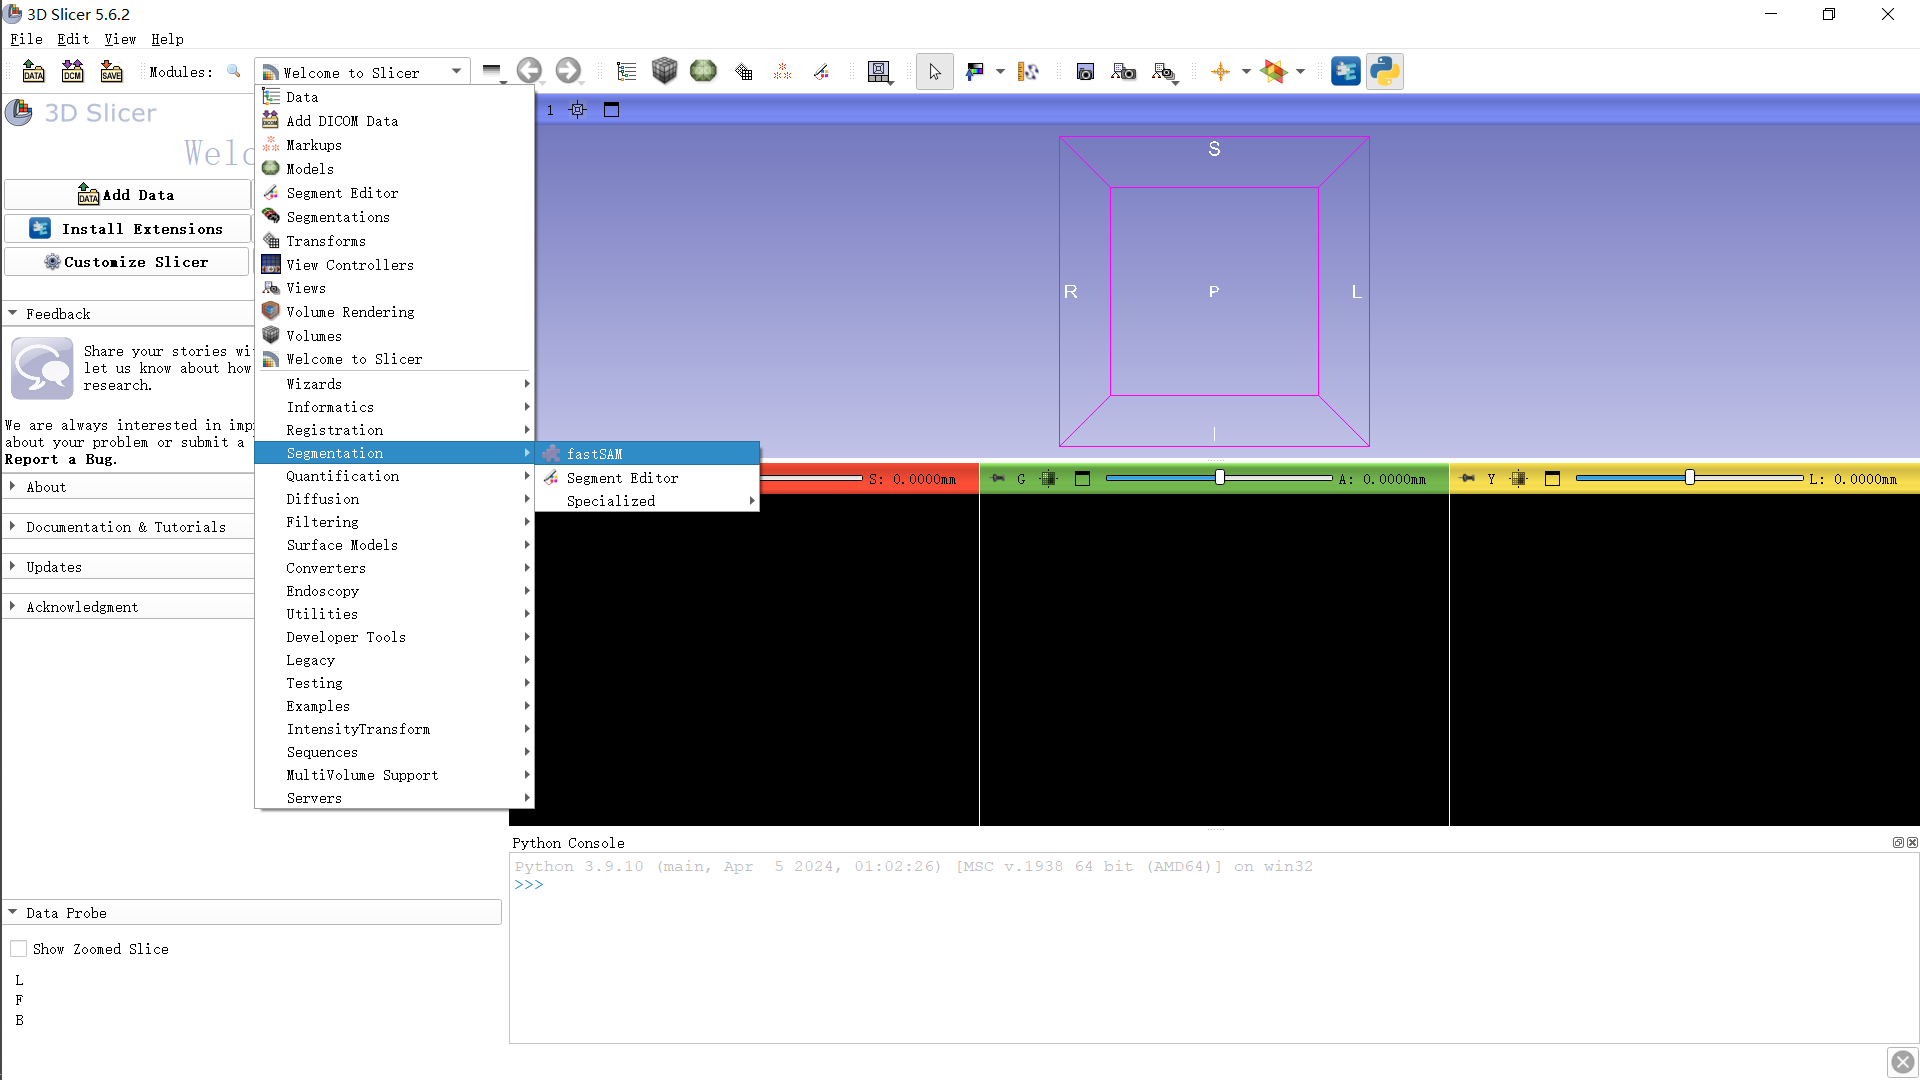 3D Slicer 5.6.2
File Edit View Help
DATA DCM SAVE Modules: Welcome to Slicer
3D Slicer
Welc
Add Data
Install Extensions
Customize Slicer
Feedback
Share your stories wi
let us know about how
research.
We are always interested in imp
about your problem or submit a
Report a Bug.
About
Documentation & Tutorials
Updates
Acknowledgment
Data
Add DICOM Data
Markups
Models
Segment Editor
Segmentations
Transforms
View Controllers
Views
Volume Rendering
Volumes
Welcome to Slicer
Wizards
Informatics
Registration
Segmentation
Quantification
Diffusion
Filtering
Surface Models
Converters
Endoscopy
Utilities
Developer Tools
Legacy
Testing
Examples
IntensityTransform
Sequences
MultiVolume Support
Servers
fastSAM
Segment Editor
Specialized
1
S
R P L
I
S: 0.0000mm
G A: 0.0000mm
Y L: 0.0000mm
Python Console
Python 3.9.10 (main, Apr  5 2024, 01:02:26) [MSC v.1938 64 bit (AMD64)] on win32
>>>
Data Probe
Show Zoomed Slice
L
F
B